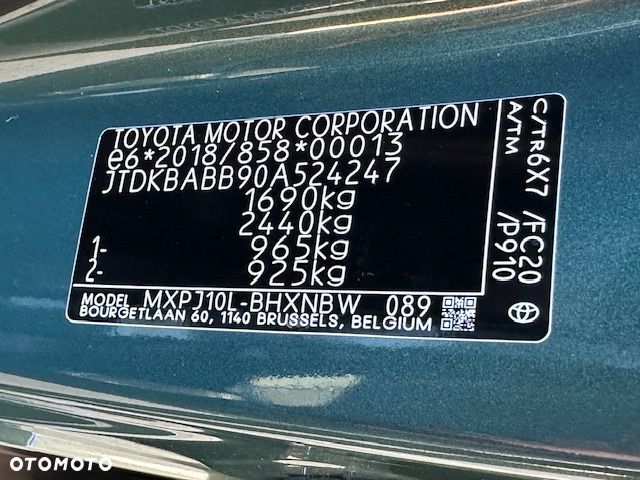 TOYOTA MOTOR CORPORATION
e6*2018/858*00013
JTDKBABB90A524247
1690kg
2440kg
1- 965kg
2- 925kg
MODEL MXPJ10L-BHXNBW 089
BOURGETLAAN 60, 1140 BRUSSELS, BELGIUM
C/TR6X7 /FC20
A/TM /P910
OTOMOTO